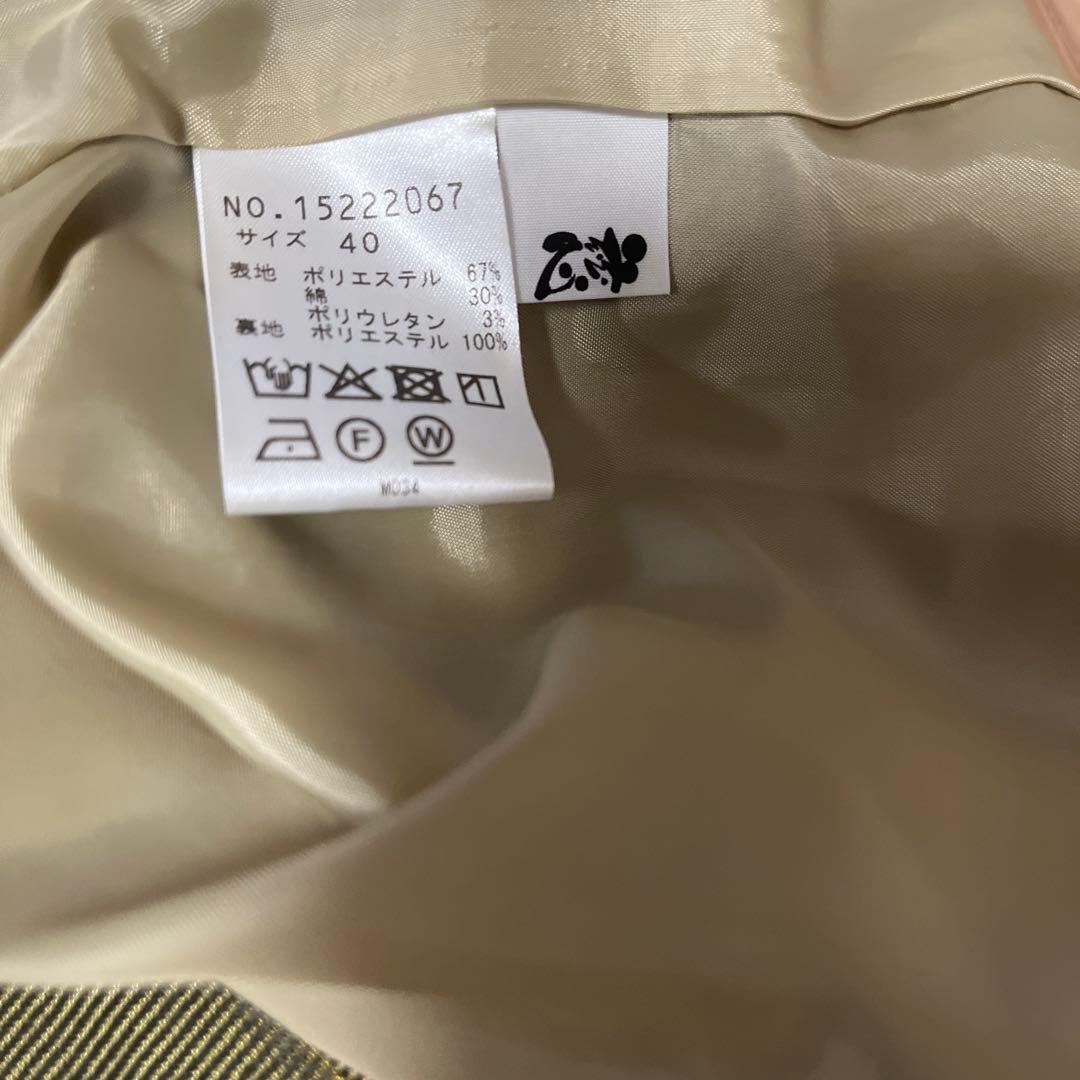 NO.15222067
サイズ 40
表地 ポリエステル 67%
綿 30%
ポリウレタン 3%
裏地 ポリエステル 100%
F W
M034